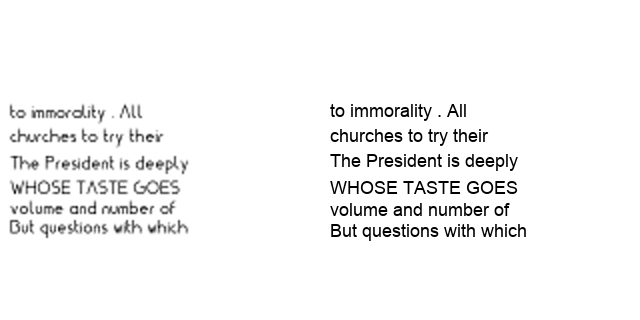 to immorality . All
churches to try their
The President is deeply
WHOSE TASTE GOES
volume and number of
But questions with which
to immorality . All
churches to try their
The President is deeply
WHOSE TASTE GOES
volume and number of
But questions with which